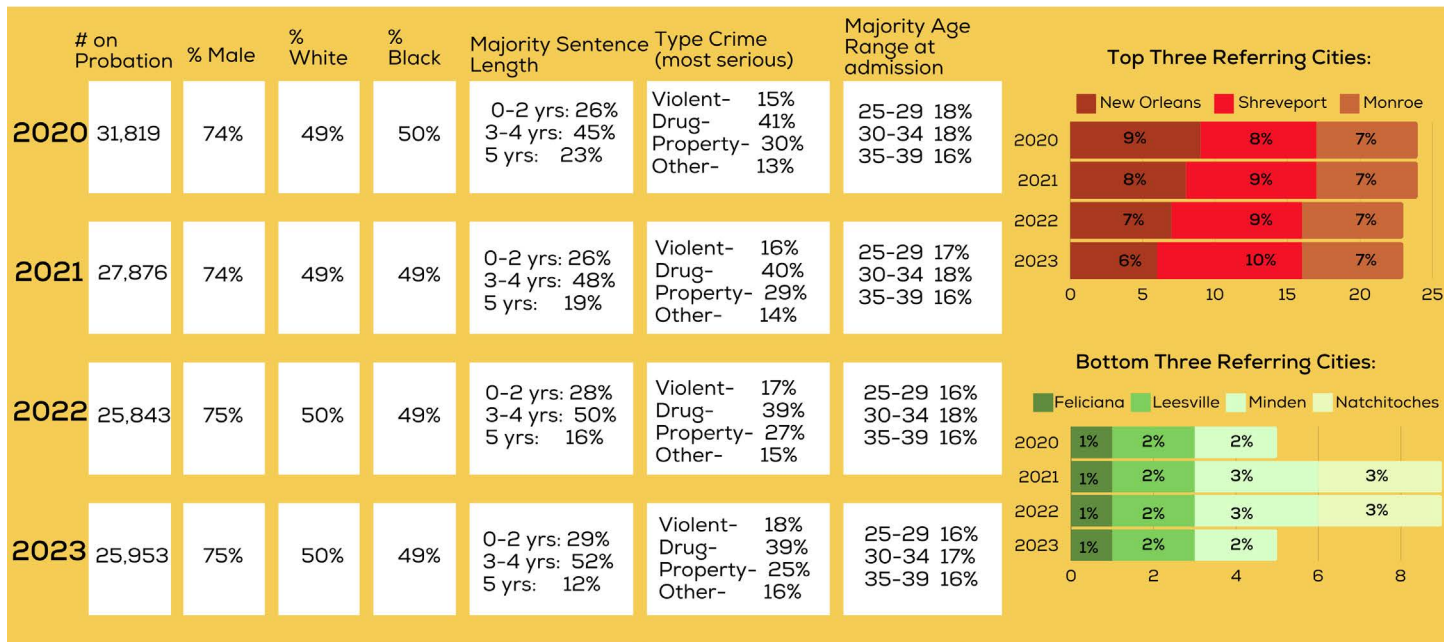 # on
Probation
% Male
%
White
%
Black
Majority Sentence
Length
Type Crime
(most serious)
Majority Age
Range at
admission
2020
31,819
74%
49%
50%
0-2 yrs: 26%
3-4 yrs: 45%
5 yrs: 23%
Violent- 15%
Drug- 41%
Property- 30%
Other- 13%
25-29 18%
30-34 18%
35-39 16%
2021
27,876
74%
49%
49%
0-2 yrs: 26%
3-4 yrs: 48%
5 yrs: 19%
Violent- 16%
Drug- 40%
Property- 29%
Other- 14%
25-29 17%
30-34 18%
35-39 16%
2022
25,843
75%
50%
49%
0-2 yrs: 28%
3-4 yrs: 50%
5 yrs: 16%
Violent- 17%
Drug- 39%
Property- 27%
Other- 15%
25-29 16%
30-34 18%
35-39 16%
2023
25,953
75%
50%
49%
0-2 yrs: 29%
3-4 yrs: 52%
5 yrs: 12%
Violent- 18%
Drug- 39%
Property- 25%
Other- 16%
25-29 16%
30-34 17%
35-39 16%
Top Three Referring Cities:
New Orleans Shreveport Monroe
2020 9% 8% 7%
2021 8% 9% 7%
2022 7% 9% 7%
2023 6% 10% 7%
0 5 10 15 20 25
Bottom Three Referring Cities:
Feliciana Leesville Minden Natchitoches
2020 1% 2% 2%
2021 1% 2% 3% 3%
2022 1% 2% 3% 3%
2023 1% 2% 2%
0 2 4 6 8